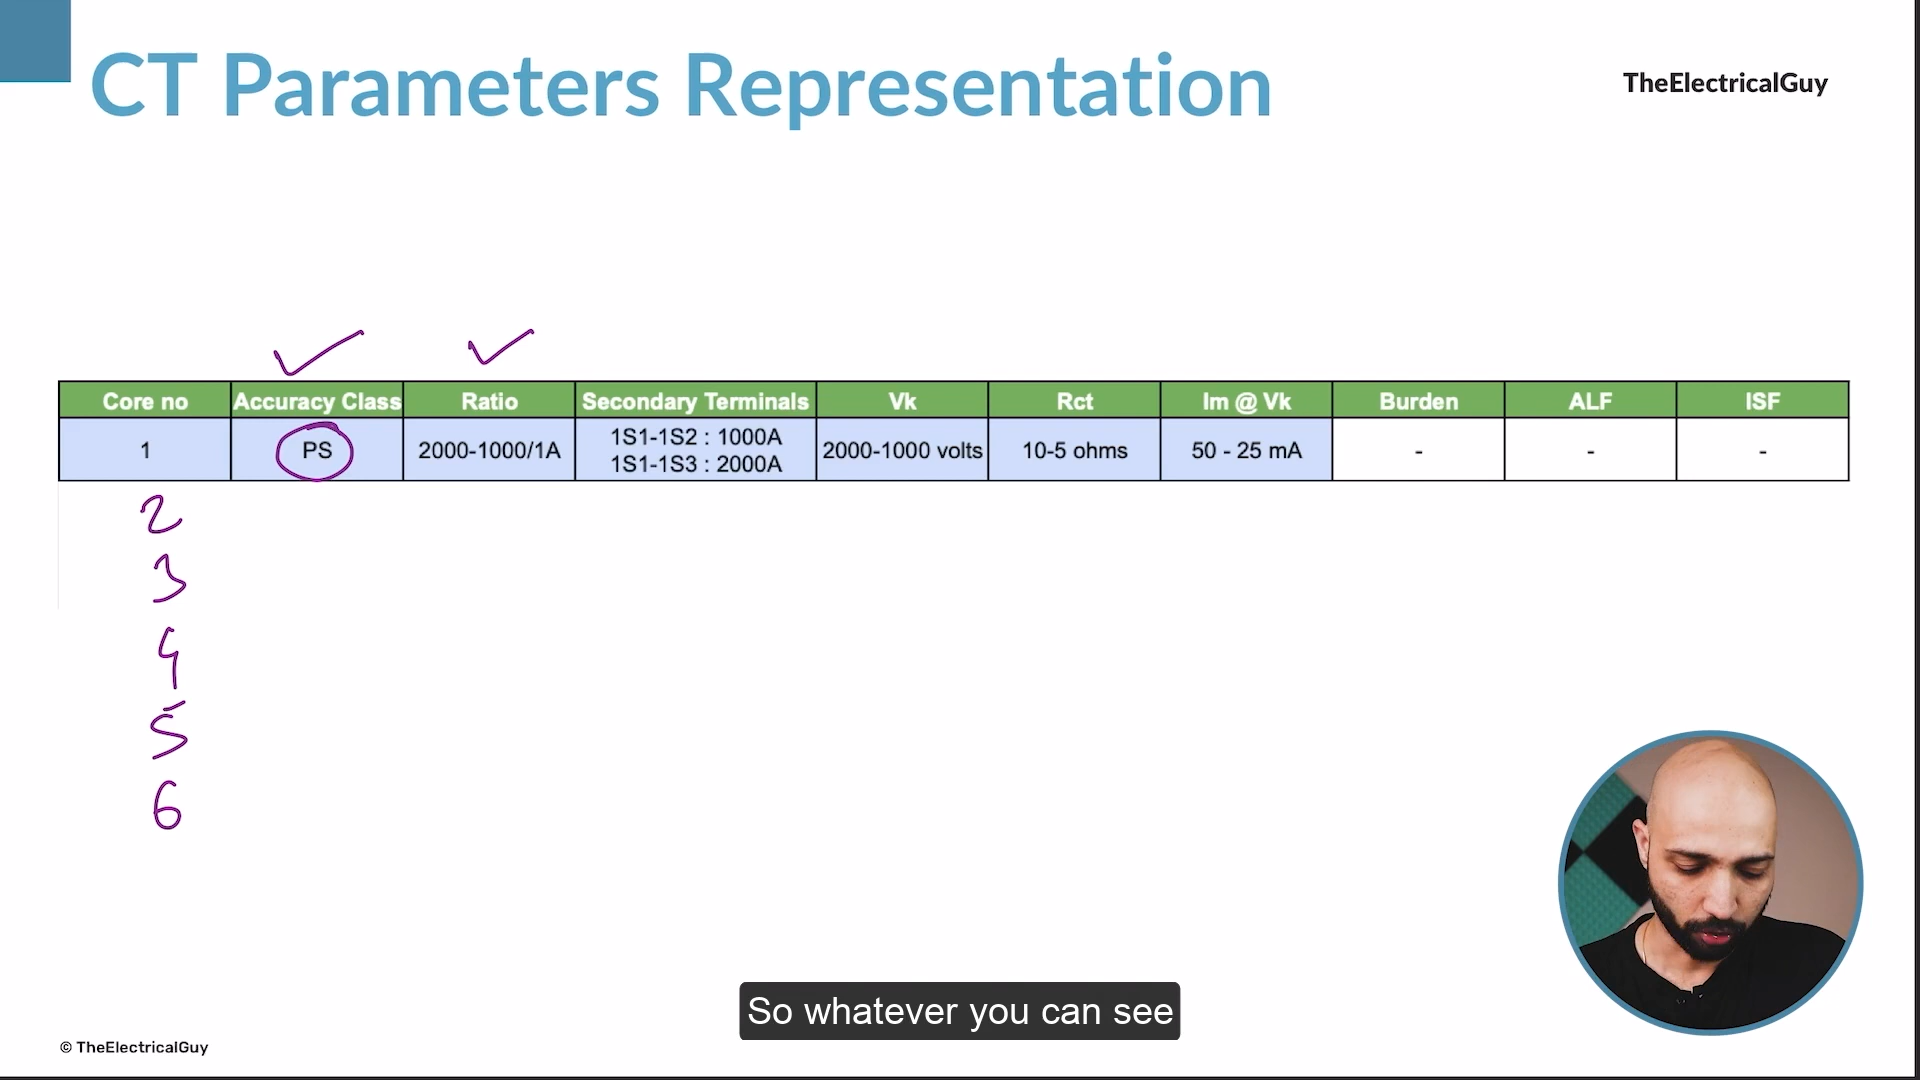 CT Parameters Representation
TheElectricalGuy
Core no Accuracy Class Ratio Secondary Terminals Vk Rct Im @ Vk Burden ALF ISF
1 PS 2000-1000/1A 1S1-1S2 : 1000A 2000-1000 volts 10-5 ohms 50 - 25 mA - - -
1S1-1S3 : 2000A
2
3
4
5
6
So whatever you can see
© TheElectricalGuy